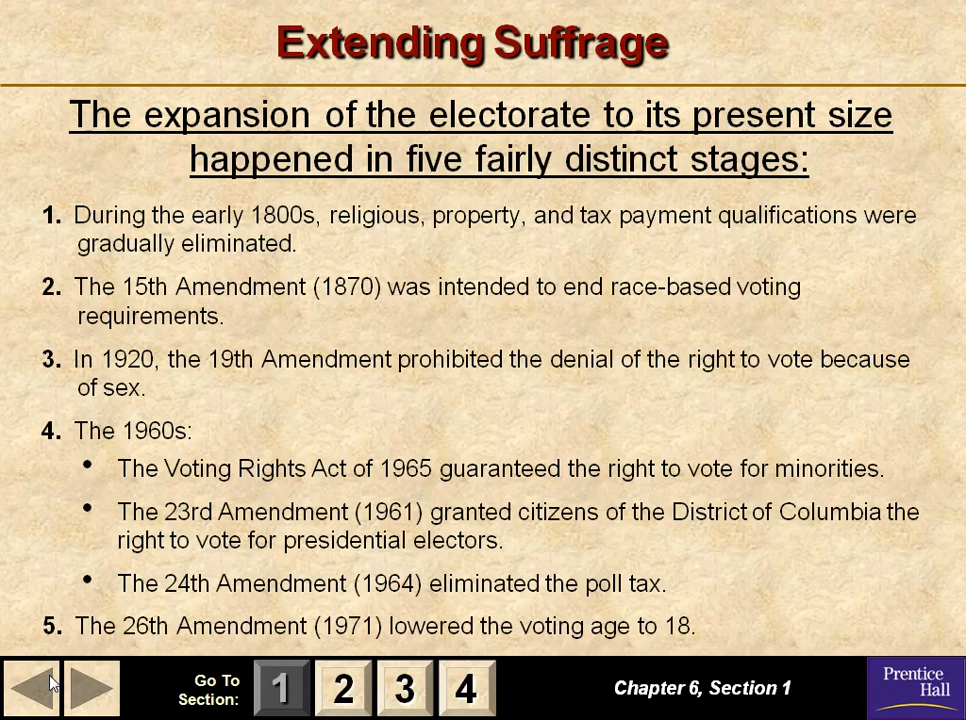 Extending Suffrage
The expansion of the electorate to its present size
happened in five fairly distinct stages:
1. During the early 1800s, religious, property, and tax payment qualifications were
gradually eliminated.
2. The 15th Amendment (1870) was intended to end race-based voting
requirements.
3. In 1920, the 19th Amendment prohibited the denial of the right to vote because
of sex.
4. The 1960s:
• The Voting Rights Act of 1965 guaranteed the right to vote for minorities.
• The 23rd Amendment (1961) granted citizens of the District of Columbia the
right to vote for presidential electors.
• The 24th Amendment (1964) eliminated the poll tax.
5. The 26th Amendment (1971) lowered the voting age to 18.
Go To
Section:
1 2 3 4
Chapter 6, Section 1
Prentice
Hall